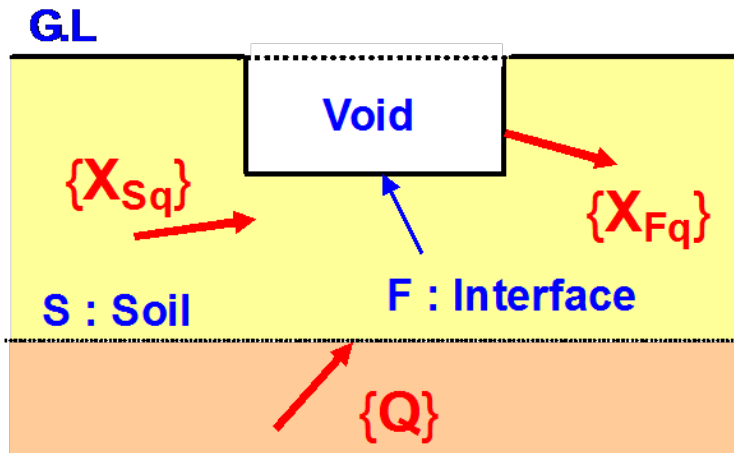 G.L
Void
{XSq}
{XFq}
S : Soil
F : Interface
{Q}